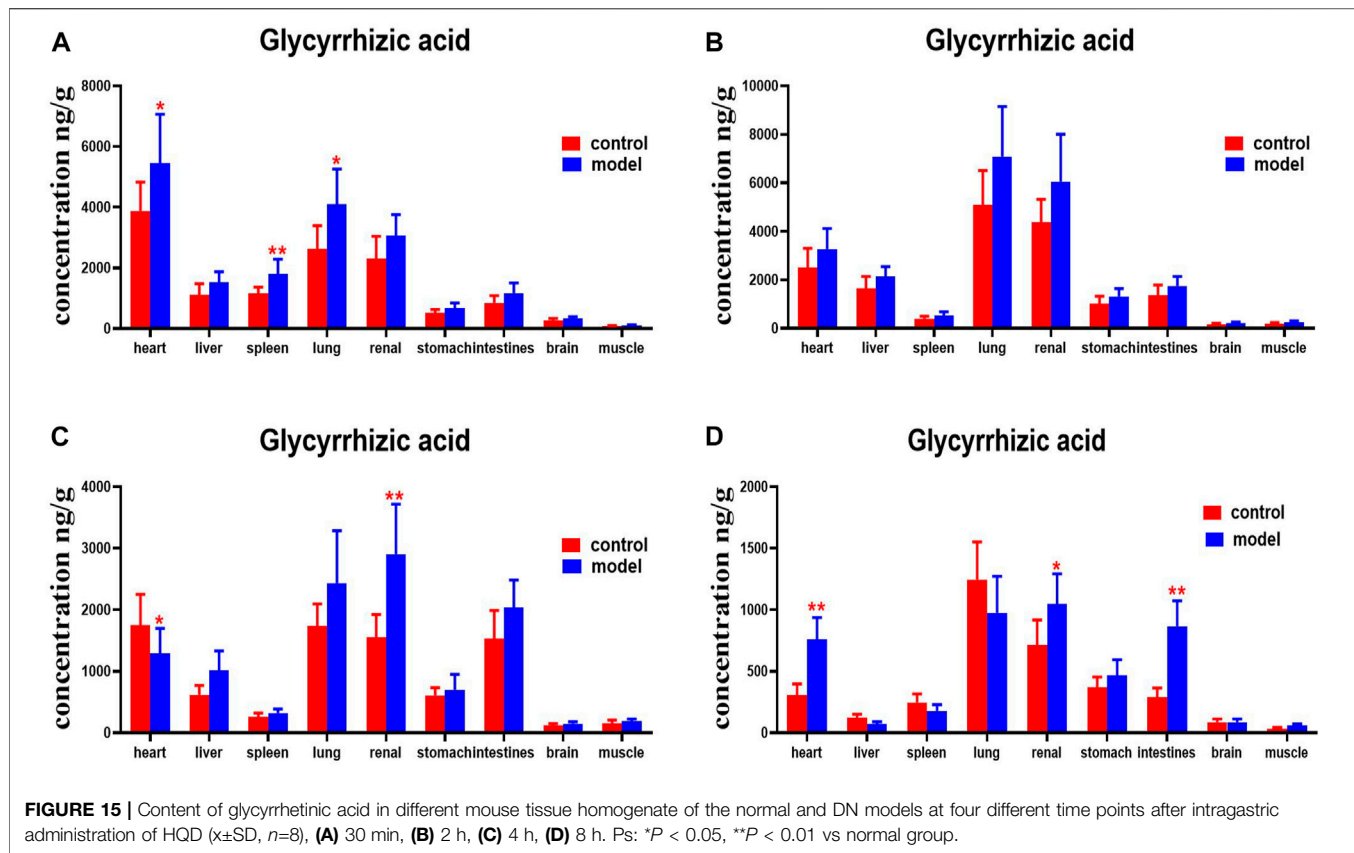 A
Glycyrrhizic acid
concentration ng/g
8000
6000
4000
2000
0
*
**
*
control
model
heart liver spleen lung renal stomachintestines brain muscle
B
Glycyrrhizic acid
concentration ng/g
10000
8000
6000
4000
2000
0
control
model
heart liver spleen lung renal stomachintestines brain muscle
C
Glycyrrhizic acid
concentration ng/g
4000
3000
2000
1000
0
*
**
control
model
heart liver spleen lung renal stomachintestines brain muscle
D
Glycyrrhizic acid
concentration ng/g
2000
1500
1000
500
0
**
*
**
control
model
heart liver spleen lung renal stomach intestines brain muscle
FIGURE 15 | Content of glycyrrhetinic acid in different mouse tissue homogenate of the normal and DN models at four different time points after intragastric
administration of HQD (x±SD, n=8), (A) 30 min, (B) 2 h, (C) 4 h, (D) 8 h. Ps: *P < 0.05, **P < 0.01 vs normal group.